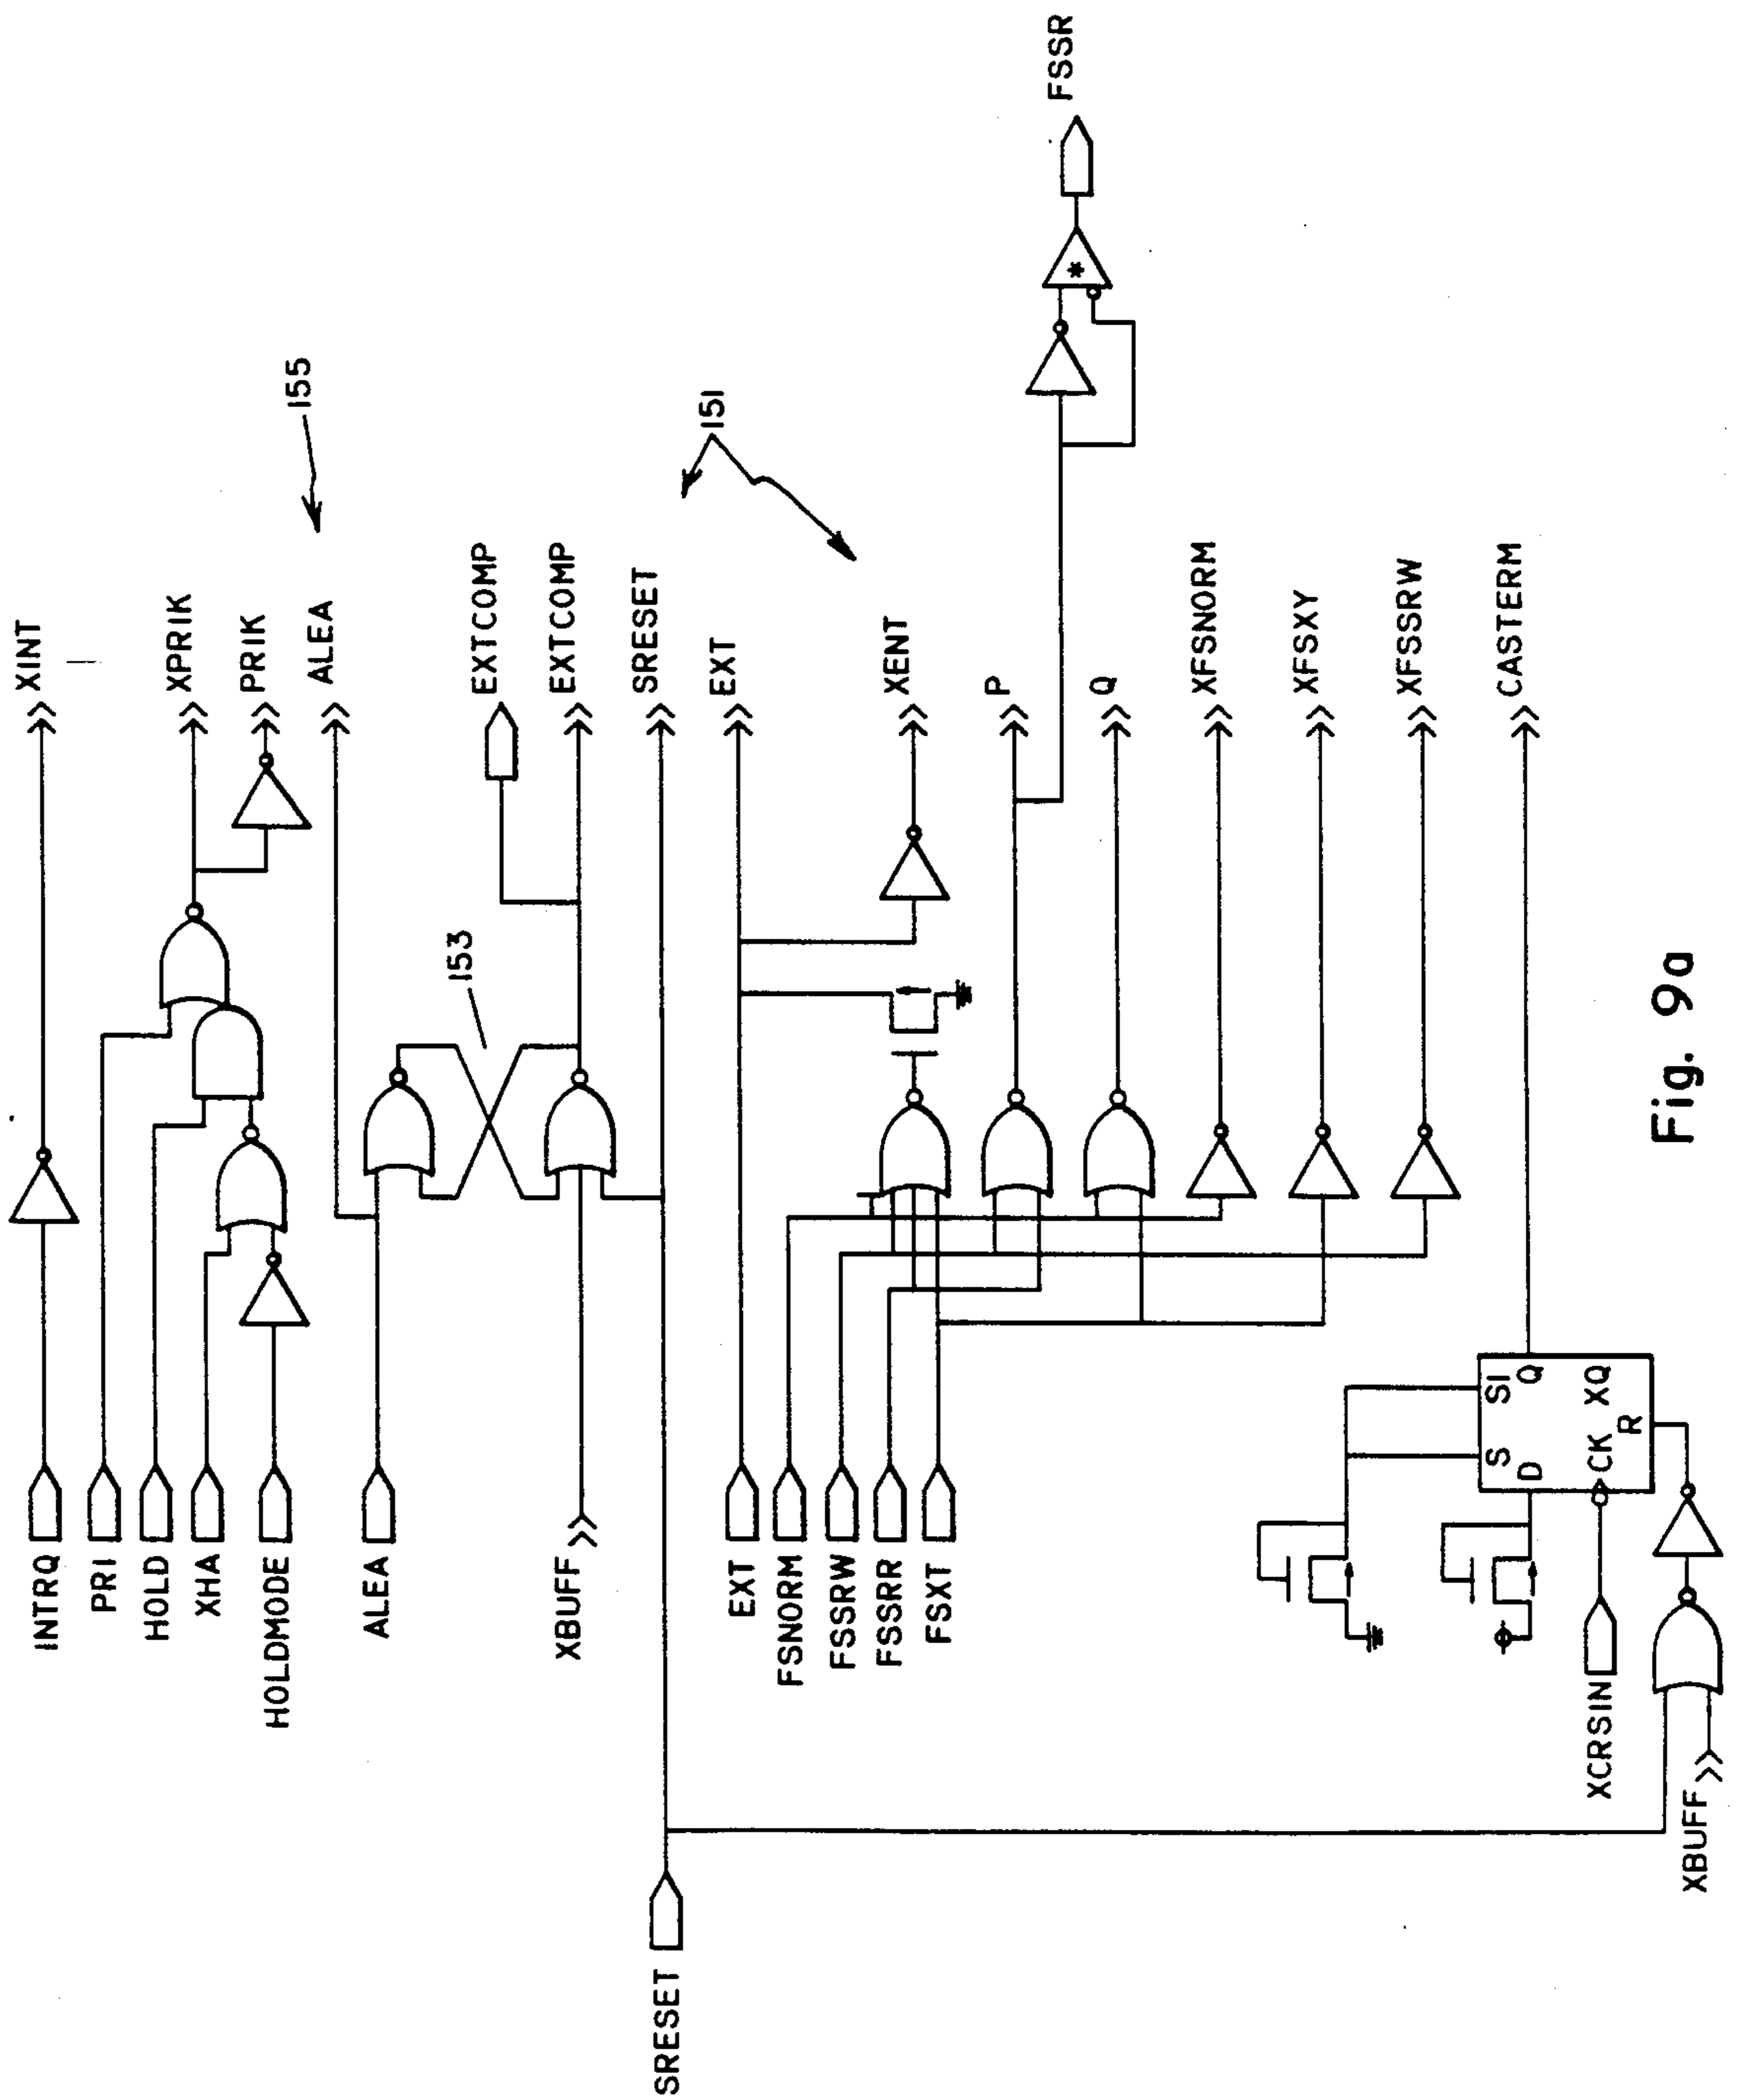 INTRQ
PRI
HOLD
XHA
HOLDMODE
ALEA
XBUFF
SRESET
EXT
FSNORM
FSSRW
FSSRR
FSXT
XCRSIN
XBUFF
S SI
D Q
CK XQ
R
153
XINT
XPRIK
PRIK
ALEA
155
EXTCOMP
EXTCOMP
SRESET
EXT
151
XENT
P
Q
XFSNORM
XFSXY
XFSSRW
CASTERM
*
FSSR
Fig. 9a